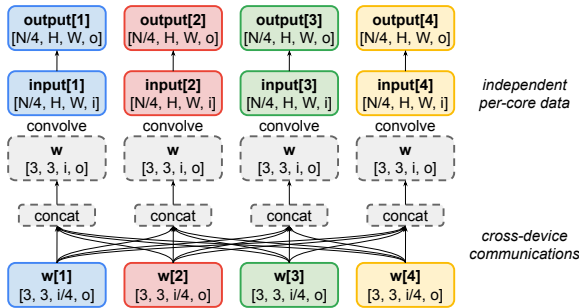 output[1] output[2] output[3] output[4]
[N/4, H, W, o] [N/4, H, W, o] [N/4, H, W, o] [N/4, H, W, o]
input[1] input[2] input[3] input[4]
[N/4, H, W, i] [N/4, H, W, i] [N/4, H, W, i] [N/4, H, W, i]
independent
per-core data
convolve convolve convolve convolve
w w w w
[3, 3, i, o] [3, 3, i, o] [3, 3, i, o] [3, 3, i, o]
concat concat concat concat
cross-device
communications
w[1] w[2] w[3] w[4]
[3, 3, i/4, o] [3, 3, i/4, o] [3, 3, i/4, o] [3, 3, i/4, o]